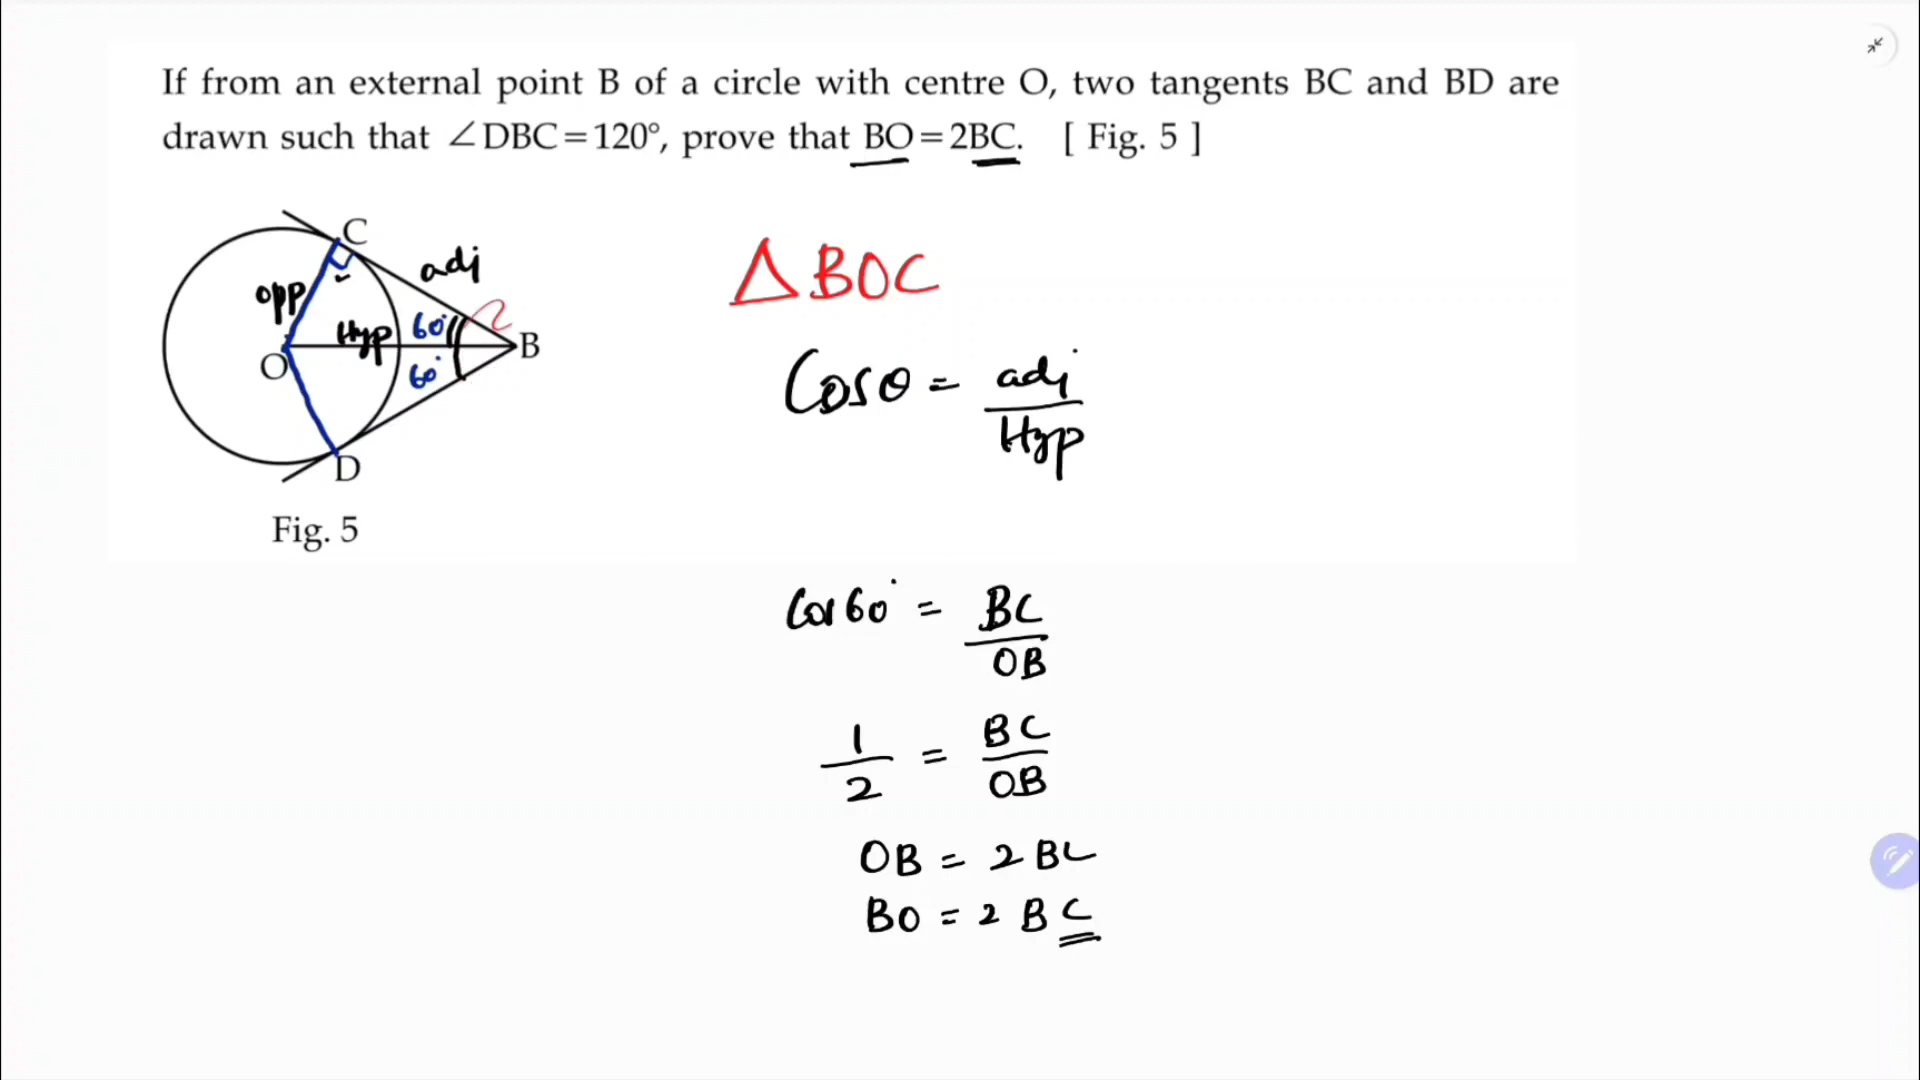 If from an external point B of a circle with centre O, two tangents BC and BD are
drawn such that ∠DBC=120°, prove that BO=2BC. [ Fig. 5 ]
C
adj
opp
Hyp
60°
B
O
60°
D
Fig. 5
△BOC
Cosθ = adj
Hyp
Cos60° = BC
OB
1 = BC
2 OB
OB = 2BC
BO = 2BC